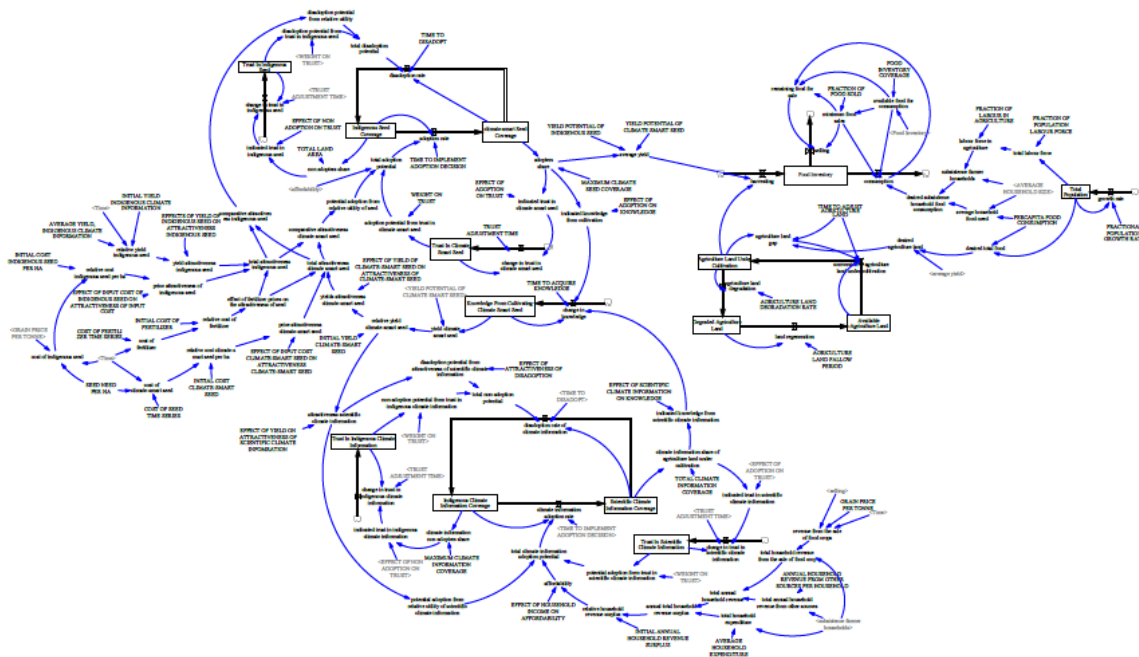 disadoption potential
from relative utility
disadoption potential from
trust in indigenous seed
total disadoption
potential
TIME TO
DISADOPT
<WEIGHT ON
TRUST>
Trust in Indigenous
Seed
disadoption rate
<TRUST
ADJUSTMENT TIME>
change in trust in
indigenous seed
EFFECT OF NON
ADOPTION ON TRUST
Indigenous Seed
Coverage
climate smart Seed
Coverage
adoption rate
indicated trust in
indigenous seed
TOTAL LAND
AREA
non adopters share
total adoption
potential
TIME TO IMPLEMENT
ADOPTION DECISION
<affordability>
adopters
share
YIELD POTENTIAL OF
INDIGENOUS SEED
YIELD POTENTIAL OF
CLIMATE SMART SEED
average yield
MAXIMUM CLIMATE
SEED COVERAGE
EFFECT OF
ADOPTION ON
TRUST
EFFECT OF
ADOPTION ON
KNOWLEDGE
indicated trust in
climate smart seed
indicated knowledge
from cultivation
potential adoption from
relative utility of seed
WEIGHT ON
TRUST
adoption potential from trust in
climate smart seed
TRUST
ADJUSTMENT TIME
Trust In Climate
Smart Seed
change in trust in
climate smart seed
TIME TO ACQUIRE
KNOWLEDGE
Knowledge From Cultivating
Climate Smart Seed
change in
knowledge
<YIELD POTENTIAL OF
CLIMATE SMART SEED>
yield climate
smart seed
relative yield
climate smart seed
FOOD
INVENTORY
COVERAGE
remaining food for
sale
FRACTION OF
FOOD SOLD
available food for
consumption
minimum food
sales
<Food Inventory>
selling
harvesting
Food Inventory
consumption
FRACTION OF
LABOUR IN
AGRICULTURE
FRACTION OF
POPULATION
LABOUR FORCE
labour force in
agriculture
total labour force
subsistence farmer
households
desired subsistence
household food
consumption
<AVERAGE
HOUSEHOLD SIZE>
average household
food need
PER CAPITA FOOD
CONSUMPTION
Total
Population
growth rate
FRACTIONAL
POPULATION
GROWTH RATE
desired total food
desired
agriculture land
<average yield>
TIME TO ADJUST
AGRICULTURE
LAND
agriculture land
gap
Agriculture Land Under
Cultivation
agriculture land
degradation
AGRICULTURE LAND
DEGRADATION RATE
Degraded Agriculture
Land
Available
Agriculture Land
land regeneration
AGRICULTURE
LAND FALLOW
PERIOD
INITIAL YIELD
INDIGENOUS CLIMATE
INFORMATION
<Time>
AVERAGE YIELD,
INDIGENOUS CLIMATE
INFORMATION
EFFECTS OF YIELD OF
INDIGENOUS SEED ON
ATTRACTIVENESS INDIGENOUS SEED
comparative attractiveness
indigenous seed
comparative attractiveness
climate smart seed
relative yield
indigenous seed
yield attractiveness
indigenous seed
total attractiveness
indigenous seed
total attractiveness
climate smart seed
EFFECT OF YIELD OF
CLIMATE-SMART SEED ON
ATTRACTIVENESS OF
CLIMATE SMART SEED
INITIAL COST
INDIGENOUS SEED
PER HA
relative cost
indigenous seed per ha
price attractiveness of
indigenous seed
EFFECT OF INPUT COST OF
INDIGENOUS SEED ON
ATTRACTIVENESS OF INPUT
COST
effect of fertilizer prices on
the attractiveness of seed
yields attractiveness
climate smart seed
INITIAL COST OF
FERTILIZER
relative cost of
fertilizer
<GRAIN PRICE
PER TONNE>
COST OF FERTILI
ZER TIME SERIES
cost of
fertilizer
price attractiveness
climate smart seed
INITIAL YIELD
CLIMATE SMART
SEED
cost of indigenous seed
<Time>
relative cost climate s
mart seed per ha
EFFECT OF INPUT COST
CLIMATE-SMART SEED ON
ATTRACTIVENESS
CLIMATE-SMART SEED
SEED NEED
PER HA
cost of
climate smart seed
INITIAL COST
CLIMATE-SMART SEED
COST OF SEED
TIME SERIES
disadoption potential from
attractiveness of scientific climate
information
EFFECT OF
ATTRACTIVENESS OF
DISADOPTION
non adoption potential from trust in
indigenous climate information
total non adoption
potential
<TIME TO
DISADOPT>
attractiveness scientific
climate information
EFFECT OF YIELD ON
ATTRACTIVENESS OF
SCIENTIFIC CLIMATE
INFORMATION
Trust In Indigenous Climate
Information
<WEIGHT ON
TRUST>
disadoption rate of
climate information
EFFECT OF SCIENTIFIC
CLIMATE INFORMATION
ON KNOWLEDGE
indicated knowledge from
scientific climate information
<TRUST
ADJUSTMENT TIME>
change in trust in
indigenous climate
information
climate information share of
agriculture land under
cultivation
TOTAL CLIMATE
INFORMATION
COVERAGE
<EFFECT OF
ADOPTION ON
TRUST>
indicated trust in scientific
climate information
Indigenous Climate
Information Coverage
climate information
adoption rate
Scientific Climate
Information Coverage
indicated trust in indigenous
climate information
climate information
non adopters share
<TIME TO IMPLEMENT
ADOPTION DECISION>
<EFFECT OF NON
ADOPTION ON
TRUST>
MAXIMUM CLIMATE
INFORMATION
COVERAGE
<TRUST
ADJUSTMENT TIME>
Trust In Scientific
Climate Information
change in trust in
scientific climate
information
total climate information
adoption potential
potential adoption from trust in
scientific climate information
<WEIGHT ON
TRUST>
potential adoption from
relative utility of scientific
climate information
affordability
EFFECT OF HOUSEHOLD
INCOME ON
AFFORDABILITY
relative household
revenue surplus
INITIAL ANNUAL
HOUSEHOLD REVENUE
SURPLUS
annual total household
revenue surplus
<selling>
GRAIN PRICE
PER TONNE
<Time>
revenue from the sale
of food crops
total household revenue
from the sale of food crops
ANNUAL HOUSEHOLD
REVENUE FROM OTHER
SOURCES PER HOUSEHOLD
total annual
household revenue
total annual household
revenue from other sources
total household
expenditure
<subsistence farmer
households>
AVERAGE
HOUSEHOLD
EXPENDITURE